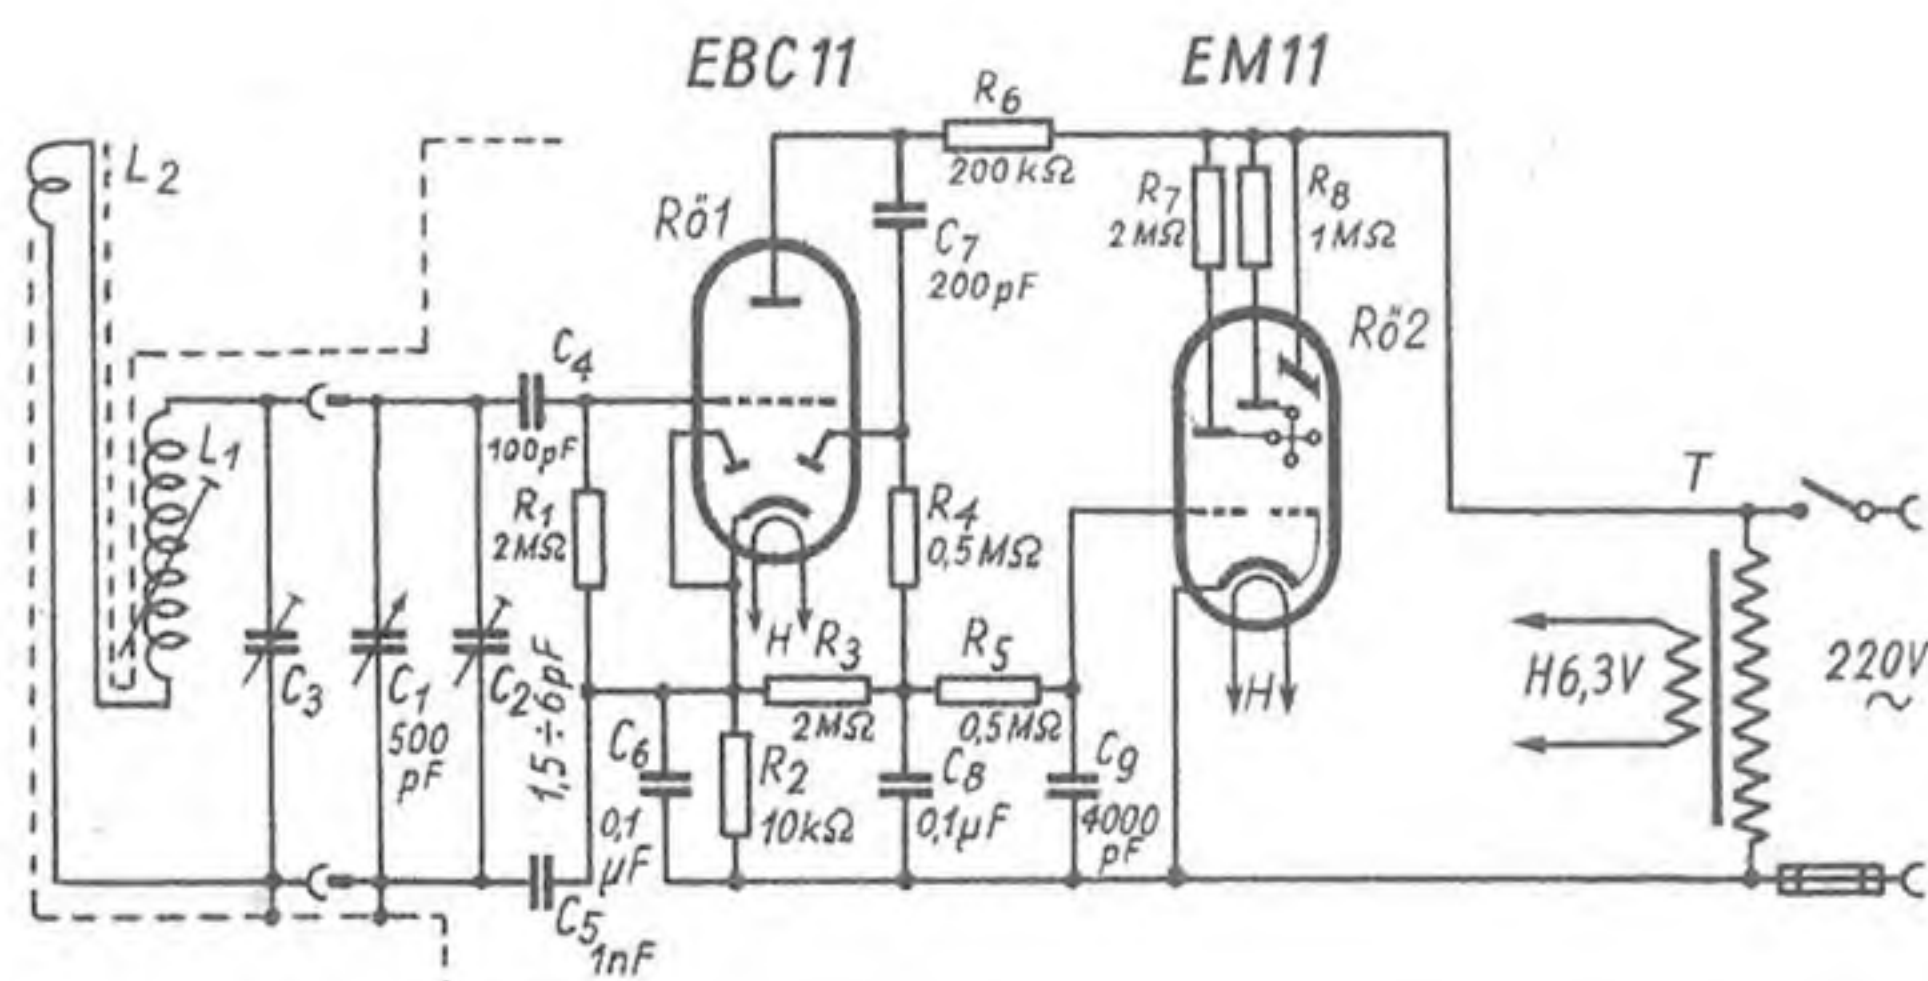 EBC11
EM11
R6
200kΩ
L2
Rö1
C7
200pF
R7
2MΩ
R8
1MΩ
Rö2
C4
100pF
L1
R1
2MΩ
R4
0,5MΩ
T
H
R3
2MΩ
R5
0,5MΩ
H
H6,3V
220V
~
C3
C1
500
pF
C2
1,5÷6pF
C6
0,1
µF
R2
10kΩ
C8
0,1µF
C9
4000
pF
C5
1nF